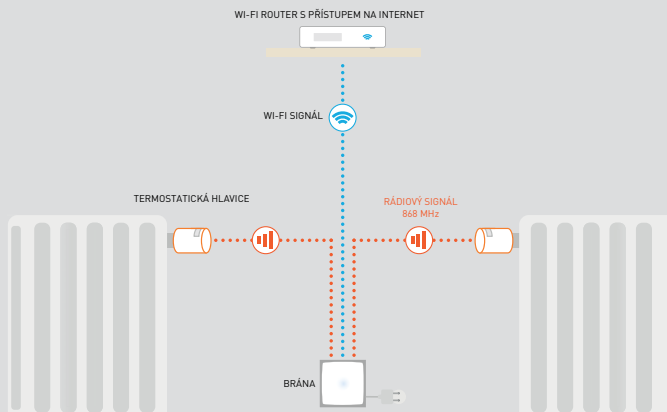 WI-FI ROUTER S PŘÍSTUPEM NA INTERNET
WI-FI SIGNÁL
TERMOSTATICKÁ HLAVICE
RÁDIOVÝ SIGNÁL
868 MHz
BRÁNA